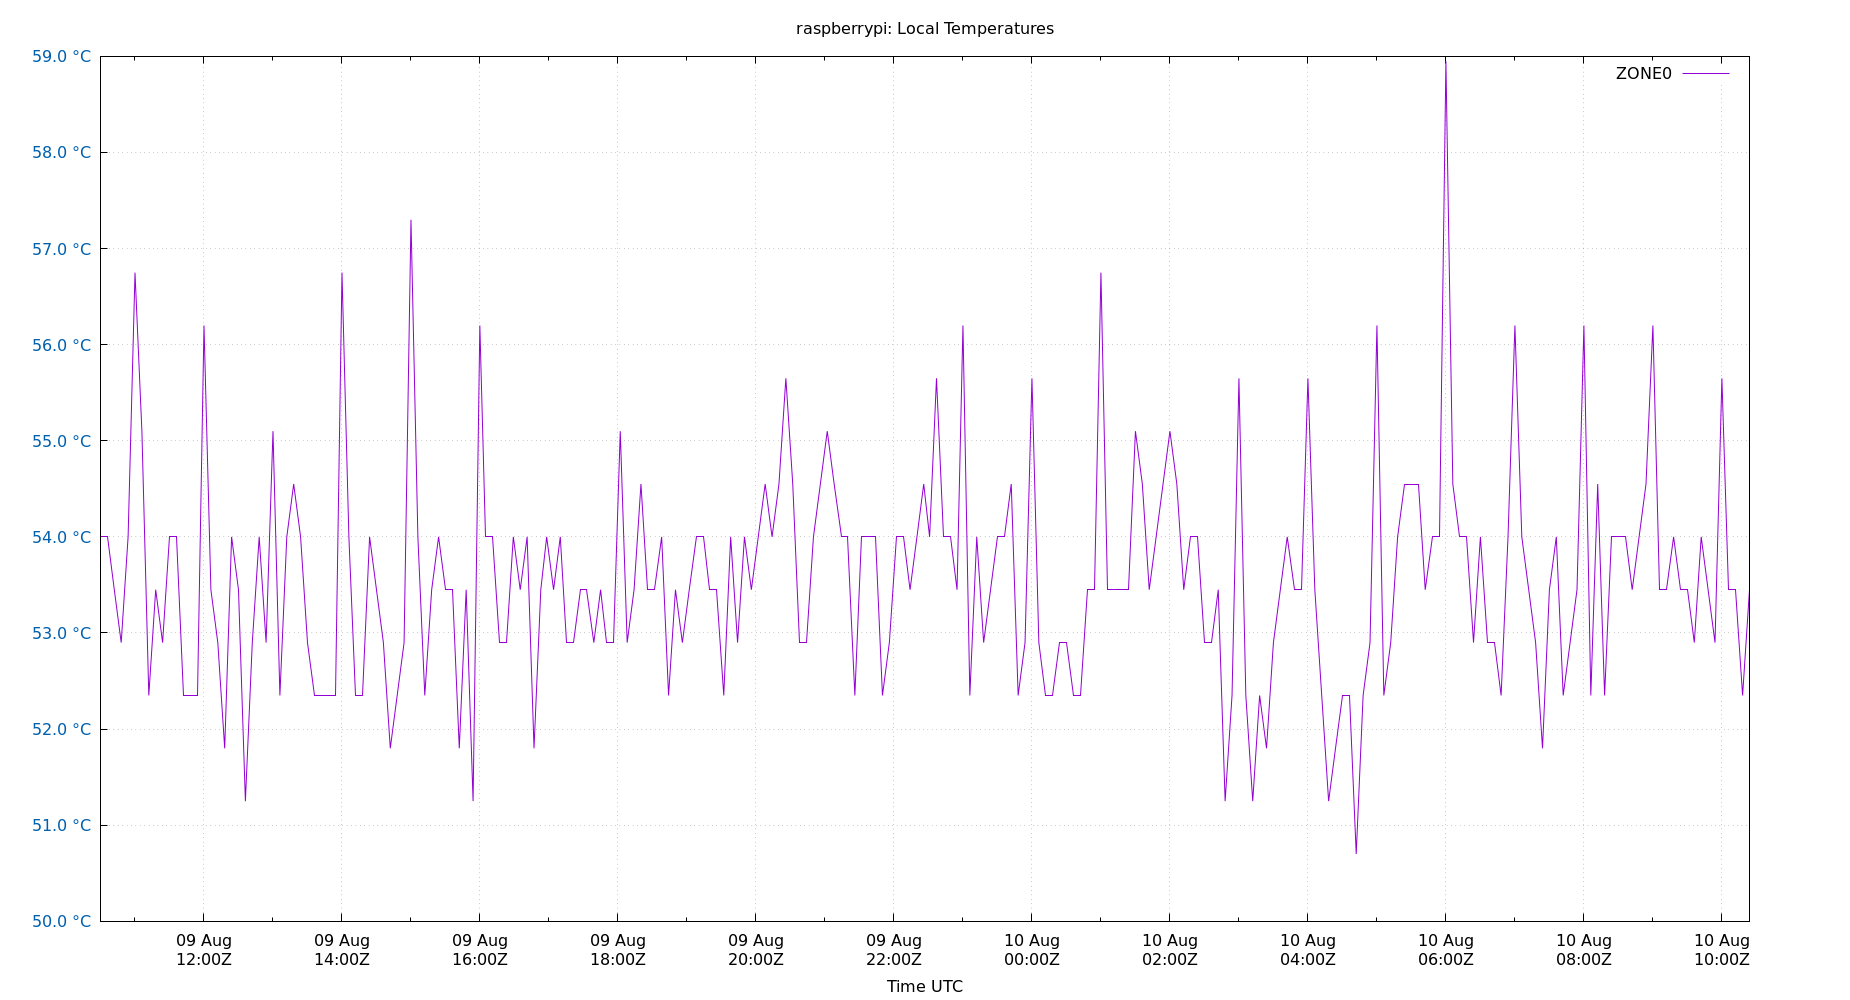 raspberrypi: Local Temperatures
ZONE0
59.0 °C
58.0 °C
57.0 °C
56.0 °C
55.0 °C
54.0 °C
53.0 °C
52.0 °C
51.0 °C
50.0 °C
09 Aug 09 Aug 09 Aug 09 Aug 09 Aug 09 Aug 10 Aug 10 Aug 10 Aug 10 Aug 10 Aug 10 Aug
12:00Z 14:00Z 16:00Z 18:00Z 20:00Z 22:00Z 00:00Z 02:00Z 04:00Z 06:00Z 08:00Z 10:00Z
Time UTC